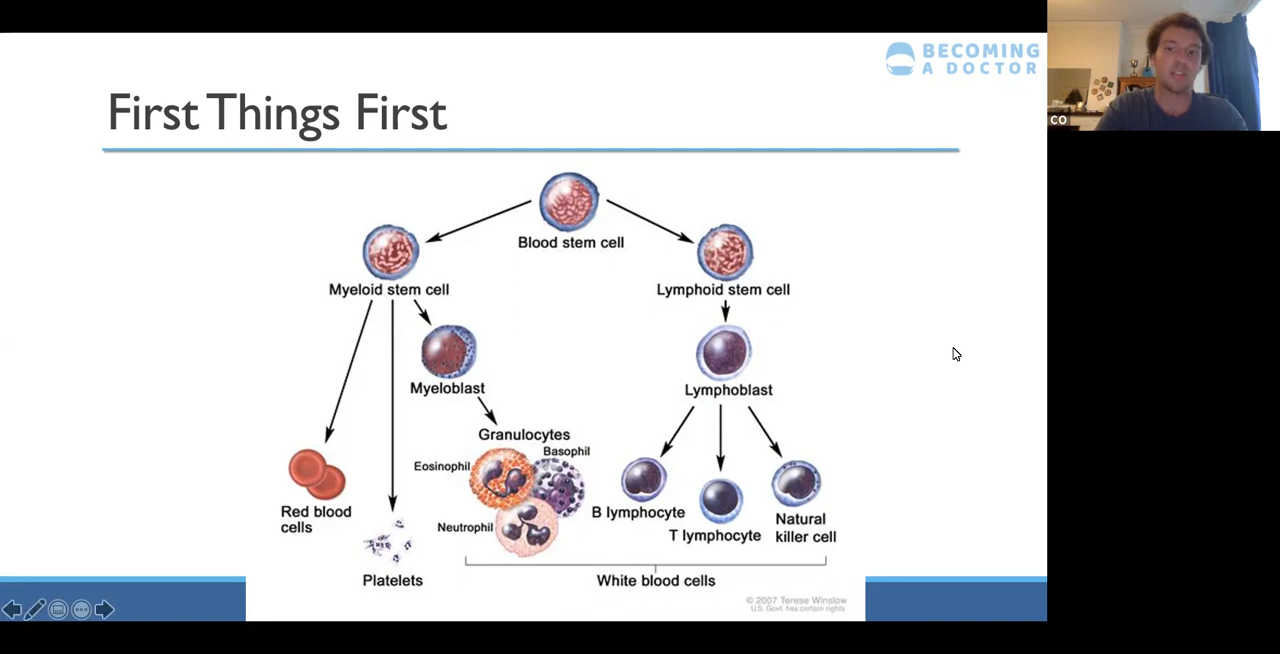 BECOMING
A DOCTOR
CO
First Things First
Blood stem cell
Myeloid stem cell
Lymphoid stem cell
Myeloblast
Lymphoblast
Granulocytes
Basophil
Eosinophil
Neutrophil
Red blood
cells
Platelets
B lymphocyte
T lymphocyte
Natural
killer cell
White blood cells
© 2007 Terese Winslow
U.S. Govt. has certain rights